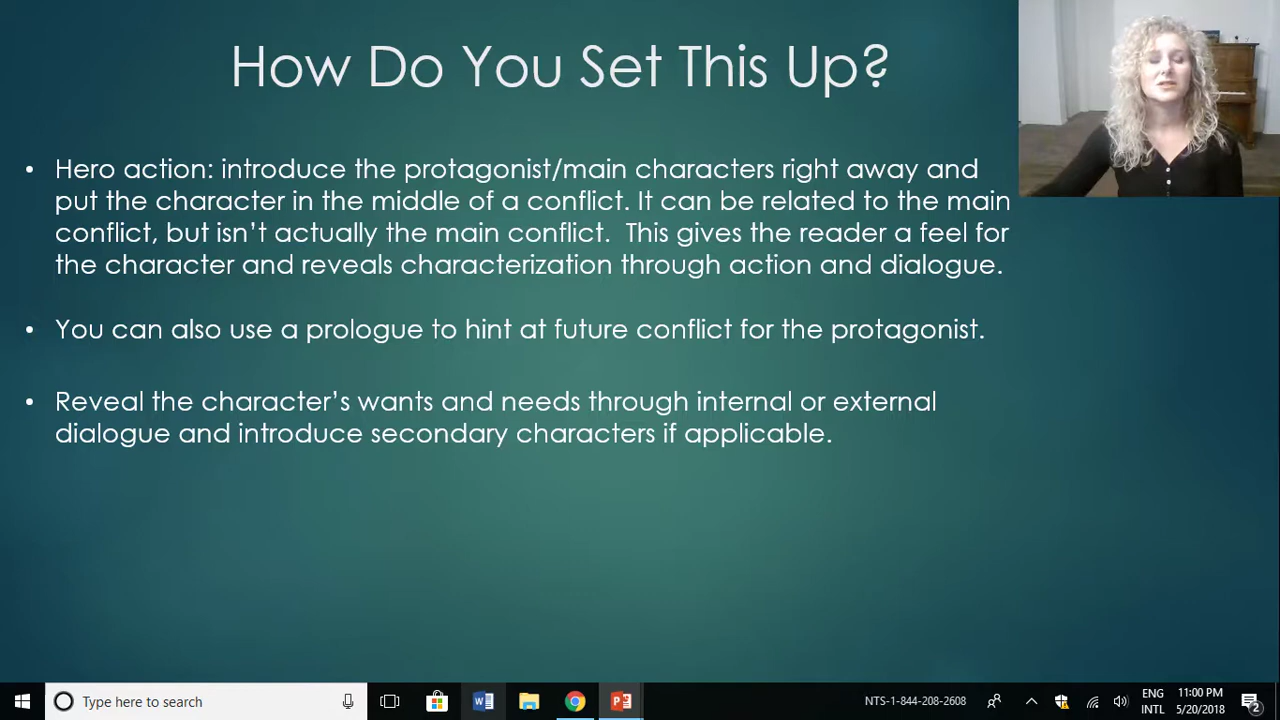 How Do You Set This Up?
• Hero action: introduce the protagonist/main characters right away and
put the character in the middle of a conflict. It can be related to the main
conflict, but isn't actually the main conflict.  This gives the reader a feel for
the character and reveals characterization through action and dialogue.
• You can also use a prologue to hint at future conflict for the protagonist.
• Reveal the character's wants and needs through internal or external
dialogue and introduce secondary characters if applicable.
Type here to search
NTS-1-844-208-2608
ENG
INTL
11:00 PM
5/20/2018
2